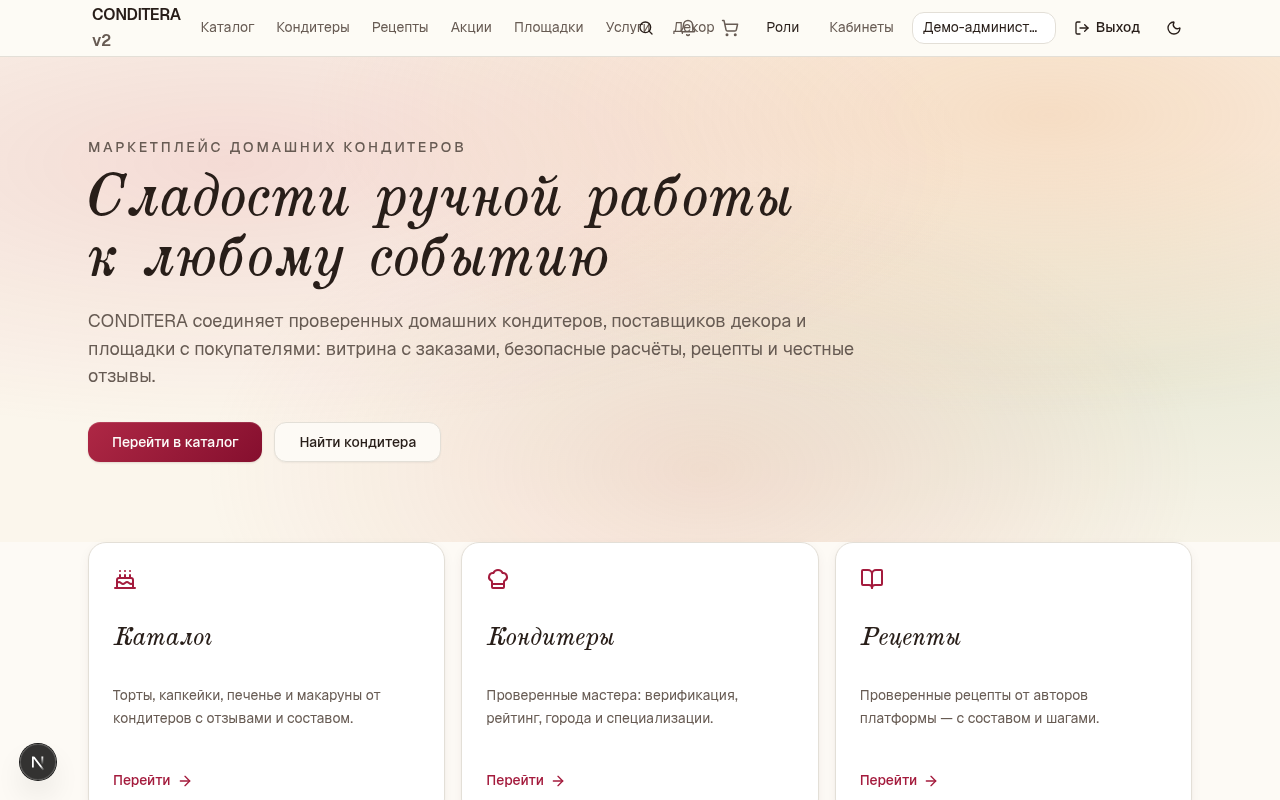 CONDITERA
v2
Каталог
Кондитеры
Рецепты
Акции
Площадки
Услуги
Декор
Роли
Кабинеты
Демо-админист…
Выход
МАРКЕТПЛЕЙС ДОМАШНИХ КОНДИТЕРОВ
Сладости ручной работы
к любому событию
CONDITERA соединяет проверенных домашних кондитеров, поставщиков декора и
площадки с покупателями: витрина с заказами, безопасные расчёты, рецепты и честные
отзывы.
Перейти в каталог
Найти кондитера
Каталог
Торты, капкейки, печенье и макаруны от
кондитеров с отзывами и составом.
Перейти
Кондитеры
Проверенные мастера: верификация,
рейтинг, города и специализации.
Перейти
Рецепты
Проверенные рецепты от авторов
платформы — с составом и шагами.
Перейти
N